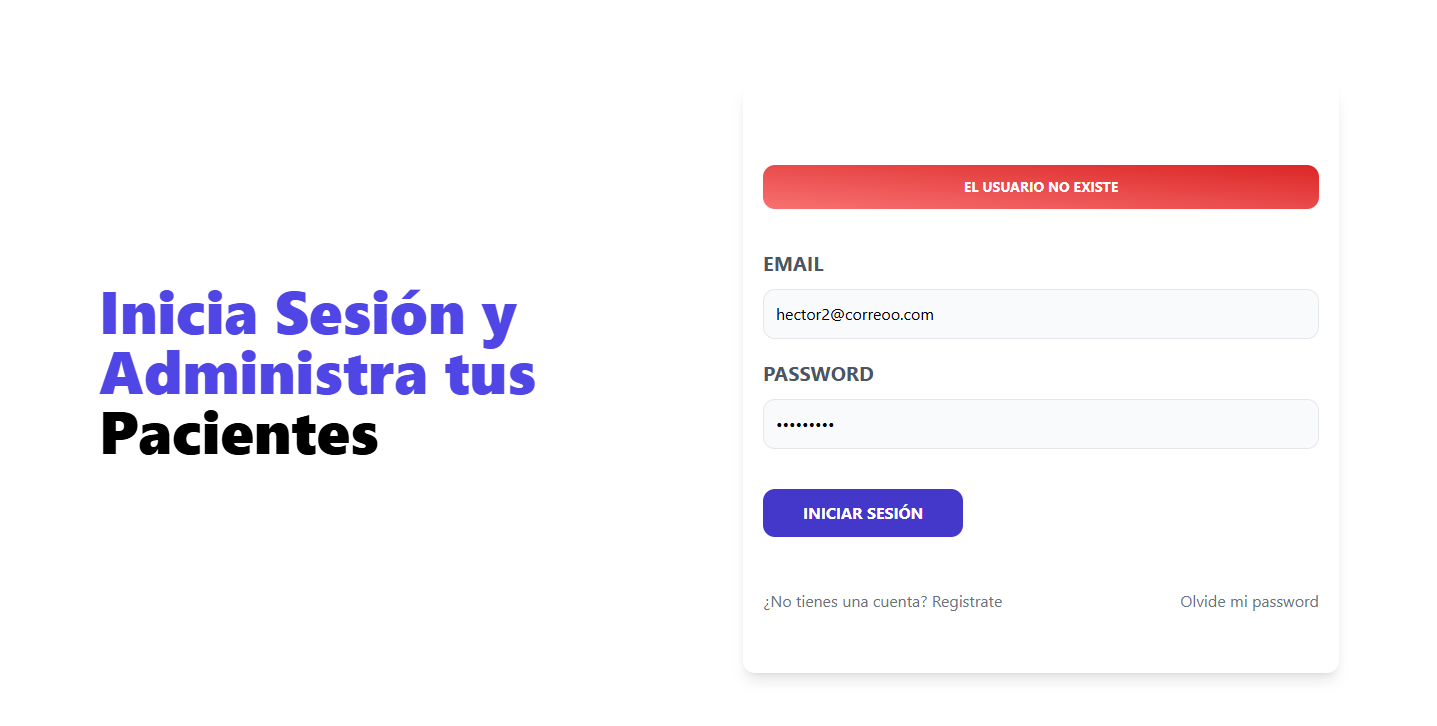 Inicia Sesión y
Administra tus
Pacientes
EL USUARIO NO EXISTE
EMAIL
hector2@correoo.com
PASSWORD
•••••••••
INICIAR SESIÓN
¿No tienes una cuenta? Registrate
Olvide mi password